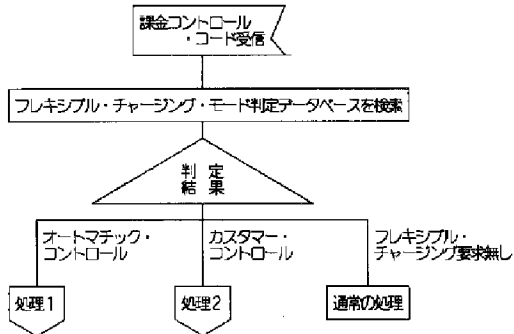 課金コントロール
・コード受信
フレキシブル・チャージング・モード判定データベースを検索
判 定
結 果
オートマチック・
コントロール
カスタマー・
コントロール
フレキシブル・
チャージング要求無し
処理1
処理2
通常の処理